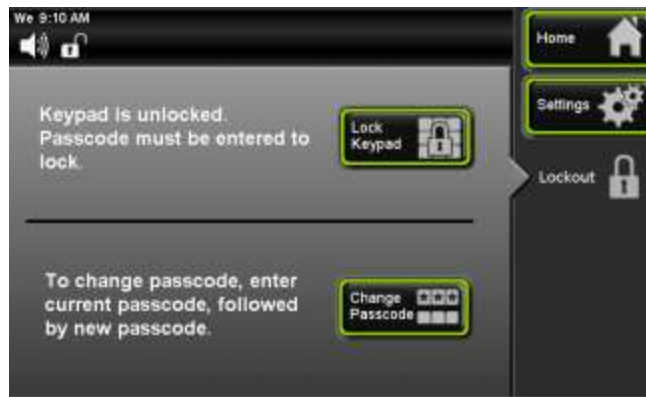 We 9:10 AM
Home
Settings
Lockout
Keypad is unlocked.
Passcode must be entered to
lock.
Lock
Keypad
To change passcode, enter
current passcode, followed
by new passcode.
Change
Passcode